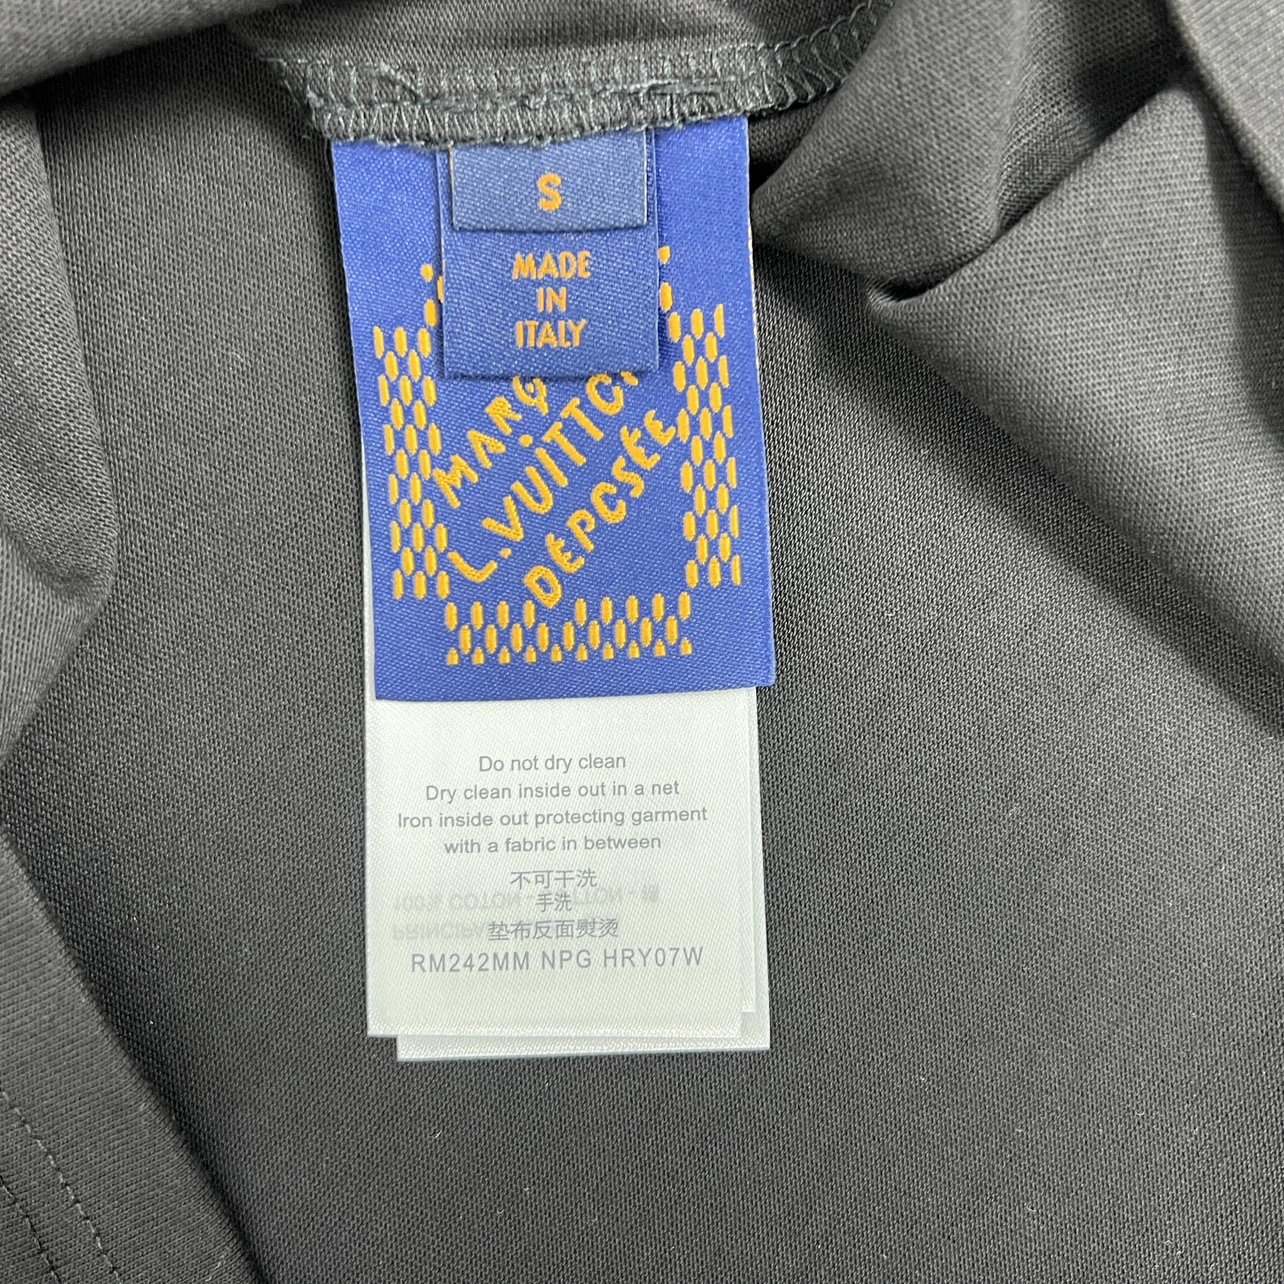 S
MADE
IN
ITALY
L.VUITTON
DEPOSÉE
Do not dry clean
Dry clean inside out in a net
Iron inside out protecting garment
with a fabric in between
不可干洗
手洗
垫布反面熨烫
RM242MM NPG HRY07W